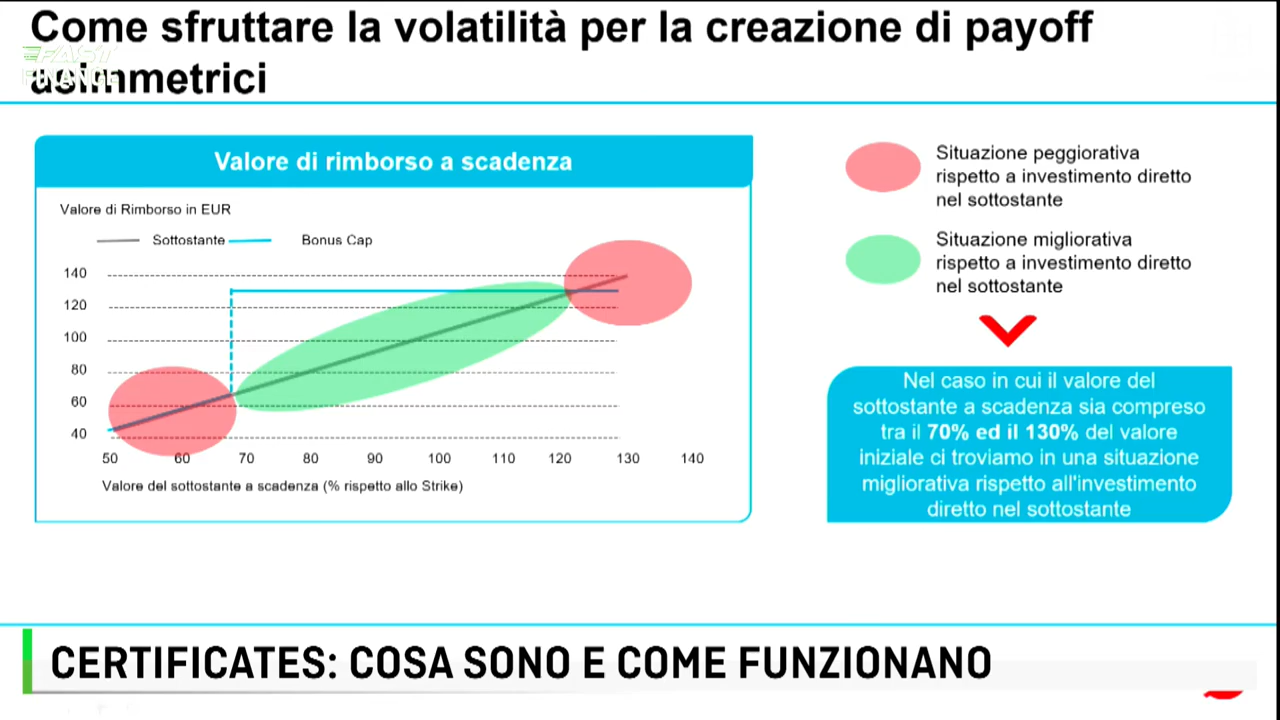 Come sfruttare la volatilità per la creazione di payoff
asimmetrici
FAST
FINANCE
Valore di rimborso a scadenza
Valore di Rimborso in EUR
Sottostante
Bonus Cap
140
120
100
80
60
40
50 60 70 80 90 100 110 120 130 140
Valore del sottostante a scadenza (% rispetto allo Strike)
Situazione peggiorativa
rispetto a investimento diretto
nel sottostante
Situazione migliorativa
rispetto a investimento diretto
nel sottostante
Nel caso in cui il valore del
sottostante a scadenza sia compreso
tra il 70% ed il 130% del valore
iniziale ci troviamo in una situazione
migliorativa rispetto all'investimento
diretto nel sottostante
CERTIFICATES: COSA SONO E COME FUNZIONANO